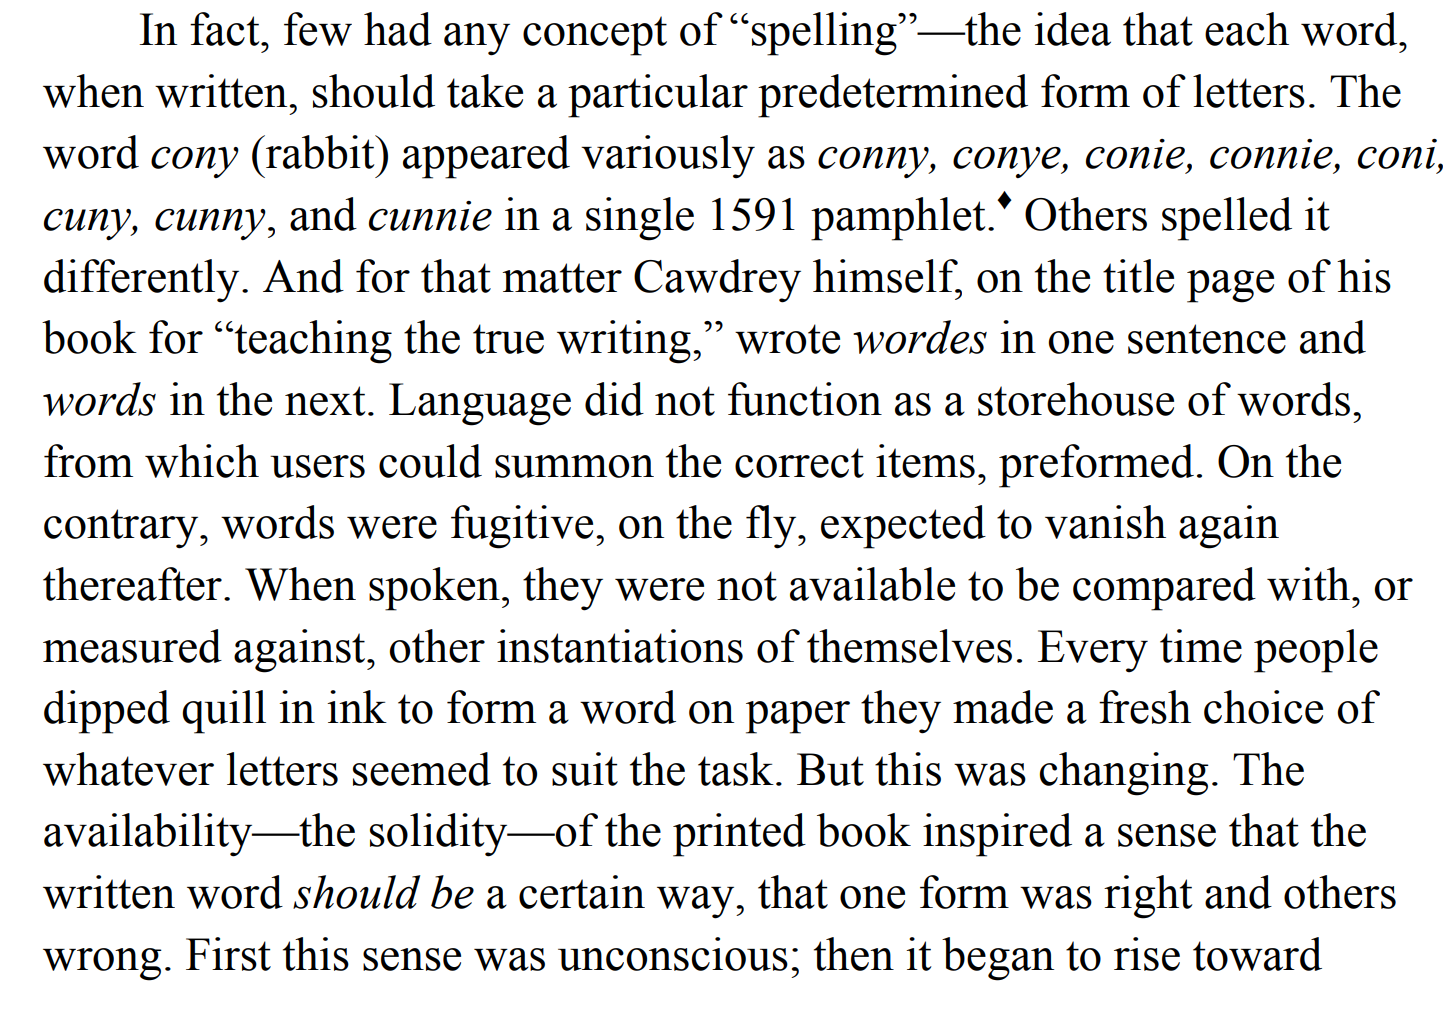 In fact, few had any concept of “spelling”—the idea that each word,
when written, should take a particular predetermined form of letters. The
word cony (rabbit) appeared variously as conny, conye, conie, connie, coni,
cuny, cunny, and cunnie in a single 1591 pamphlet.♦ Others spelled it
differently. And for that matter Cawdrey himself, on the title page of his
book for “teaching the true writing,” wrote wordes in one sentence and
words in the next. Language did not function as a storehouse of words,
from which users could summon the correct items, preformed. On the
contrary, words were fugitive, on the fly, expected to vanish again
thereafter. When spoken, they were not available to be compared with, or
measured against, other instantiations of themselves. Every time people
dipped quill in ink to form a word on paper they made a fresh choice of
whatever letters seemed to suit the task. But this was changing. The
availability—the solidity—of the printed book inspired a sense that the
written word should be a certain way, that one form was right and others
wrong. First this sense was unconscious; then it began to rise toward